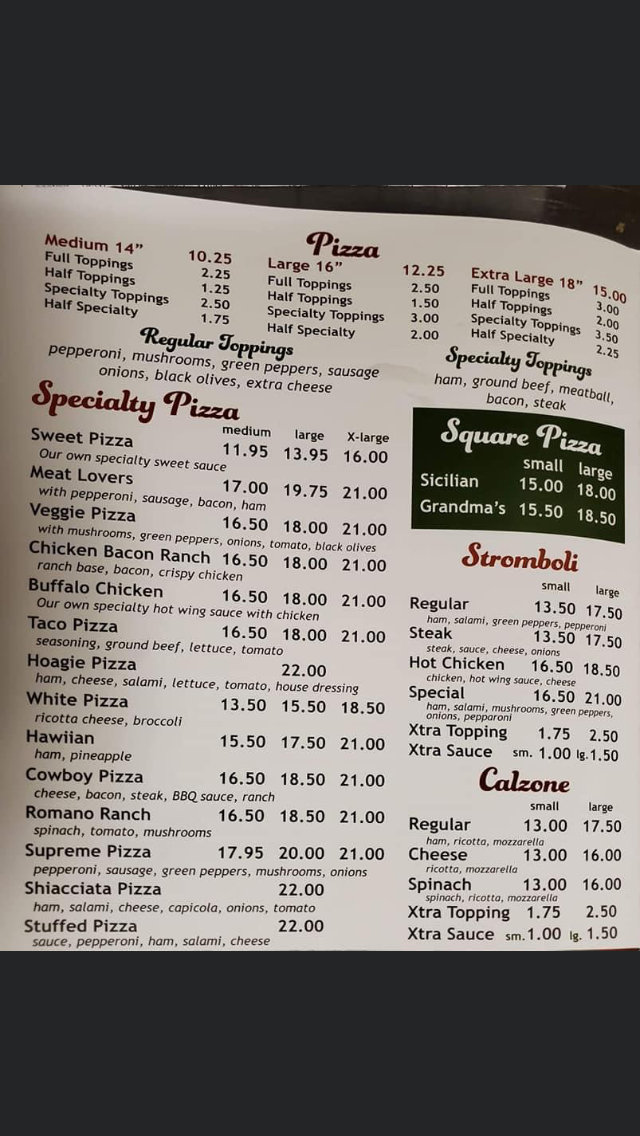 Pizza
Medium 14" 10.25
Full Toppings 2.25
Half Toppings 1.25
Specialty Toppings 2.50
Half Specialty 1.75
Large 16" 12.25
Full Toppings 2.50
Half Toppings 1.50
Specialty Toppings 3.00
Half Specialty 2.00
Extra Large 18" 15.00
Full Toppings 3.00
Half Toppings 2.00
Specialty Toppings 3.50
Half Specialty 2.25
Regular Toppings
pepperoni, mushrooms, green peppers, sausage
onions, black olives, extra cheese
Specialty Toppings
ham, ground beef, meatball,
bacon, steak
Specialty Pizza
medium large X-large
Sweet Pizza 11.95 13.95 16.00
Our own specialty sweet sauce
Meat Lovers 17.00 19.75 21.00
with pepperoni, sausage, bacon, ham
Veggie Pizza 16.50 18.00 21.00
with mushrooms, green peppers, onions, tomato, black olives
Chicken Bacon Ranch 16.50 18.00 21.00
ranch base, bacon, crispy chicken
Buffalo Chicken 16.50 18.00 21.00
Our own specialty hot wing sauce with chicken
Taco Pizza 16.50 18.00 21.00
seasoning, ground beef, lettuce, tomato
Hoagie Pizza 22.00
ham, cheese, salami, lettuce, tomato, house dressing
White Pizza 13.50 15.50 18.50
ricotta cheese, broccoli
Hawiian 15.50 17.50 21.00
ham, pineapple
Cowboy Pizza 16.50 18.50 21.00
cheese, bacon, steak, BBQ sauce, ranch
Romano Ranch 16.50 18.50 21.00
spinach, tomato, mushrooms
Supreme Pizza 17.95 20.00 21.00
pepperoni, sausage, green peppers, mushrooms, onions
Shiacciata Pizza 22.00
ham, salami, cheese, capicola, onions, tomato
Stuffed Pizza 22.00
sauce, pepperoni, ham, salami, cheese
Square Pizza
small large
Sicilian 15.00 18.00
Grandma's 15.50 18.50
Stromboli
small large
Regular 13.50 17.50
ham, salami, green peppers, pepperoni
Steak 13.50 17.50
steak, sauce, cheese, onions
Hot Chicken 16.50 18.50
chicken, hot wing sauce, cheese
Special 16.50 21.00
ham, salami, mushrooms, green peppers,
onions, pepparoni
Xtra Topping 1.75 2.50
Xtra Sauce sm. 1.00 lg.1.50
Calzone
small large
Regular 13.00 17.50
ham, ricotta, mozzarella
Cheese 13.00 16.00
ricotta, mozzarella
Spinach 13.00 16.00
spinach, ricotta, mozzarella
Xtra Topping 1.75 2.50
Xtra Sauce sm. 1.00 lg. 1.50